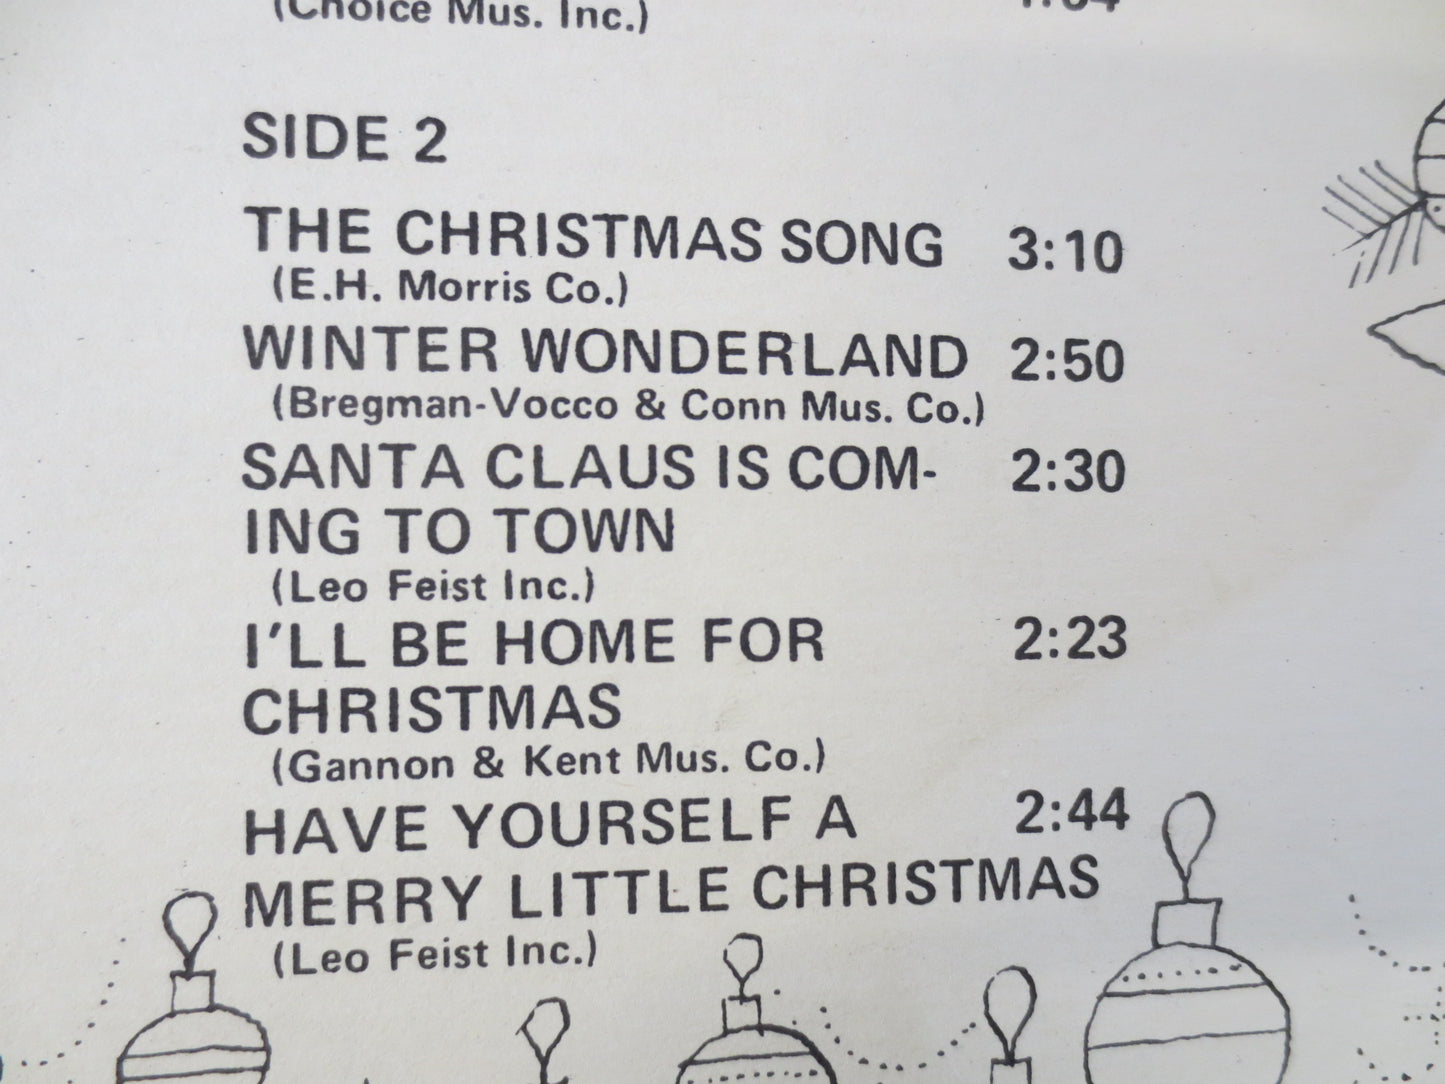 (Choice Mus. Inc.)
SIDE 2
THE CHRISTMAS SONG 3:10
(E.H. Morris Co.)
WINTER WONDERLAND 2:50
(Bregman-Vocco & Conn Mus. Co.)
SANTA CLAUS IS COM- 2:30
ING TO TOWN
(Leo Feist Inc.)
I'LL BE HOME FOR 2:23
CHRISTMAS
(Gannon & Kent Mus. Co.)
HAVE YOURSELF A 2:44
MERRY LITTLE CHRISTMAS
(Leo Feist Inc.)